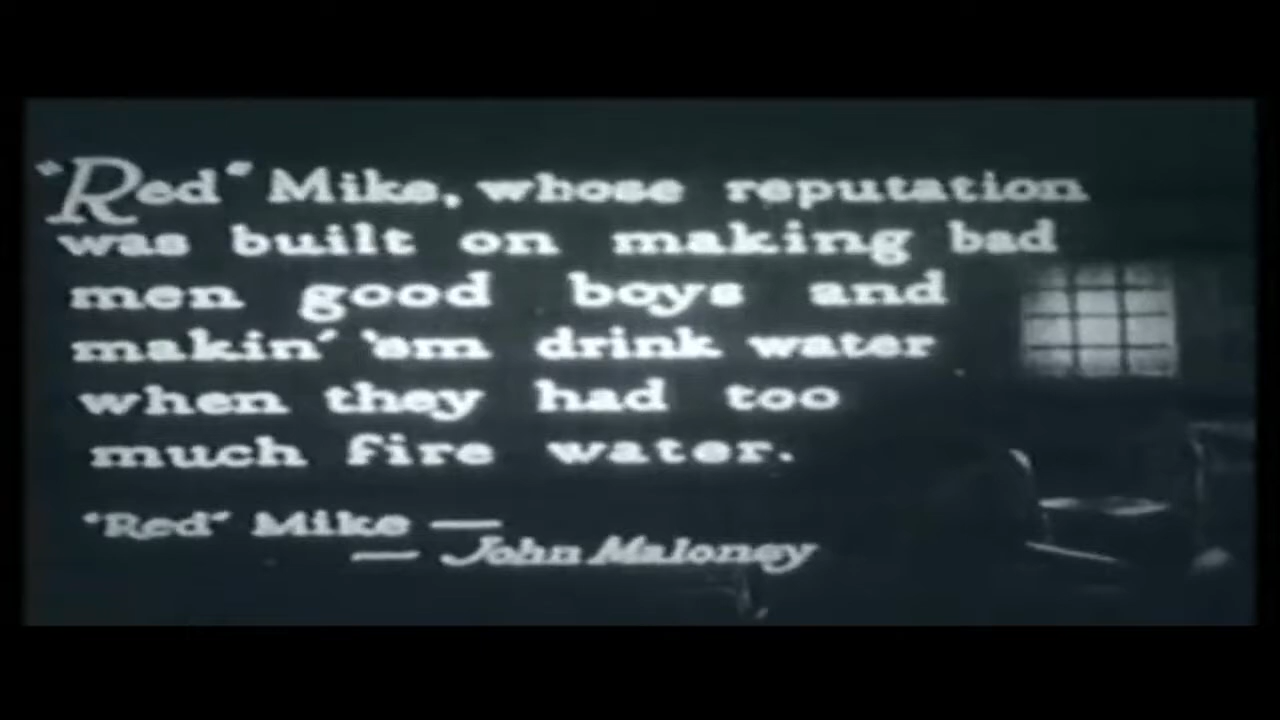 "Red" Mike, whose reputation
was built on making bad
men good boys and
makin' 'em drink water
when they had too
much fire water.
"Red" Mike —
— John Maloney